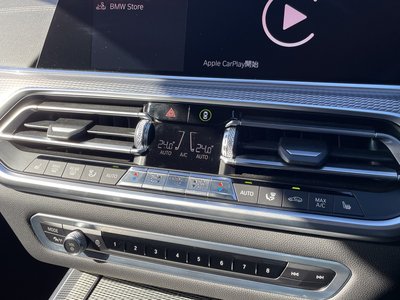 BMW Store
Apple CarPlay開始
24.0° 24.0°
AUTO A/C AUTO
AUTO
MAX
A/C
MODE
1 2 3 4 5 6 7 8